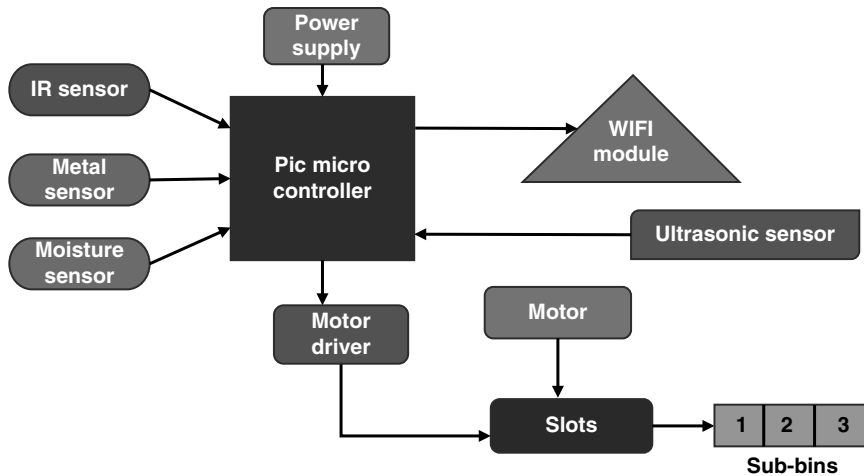 Power
supply
IR sensor
Metal
sensor
Moisture
sensor
Pic micro
controller
WIFI
module
Ultrasonic sensor
Motor
driver
Motor
Slots
1 2 3
Sub-bins